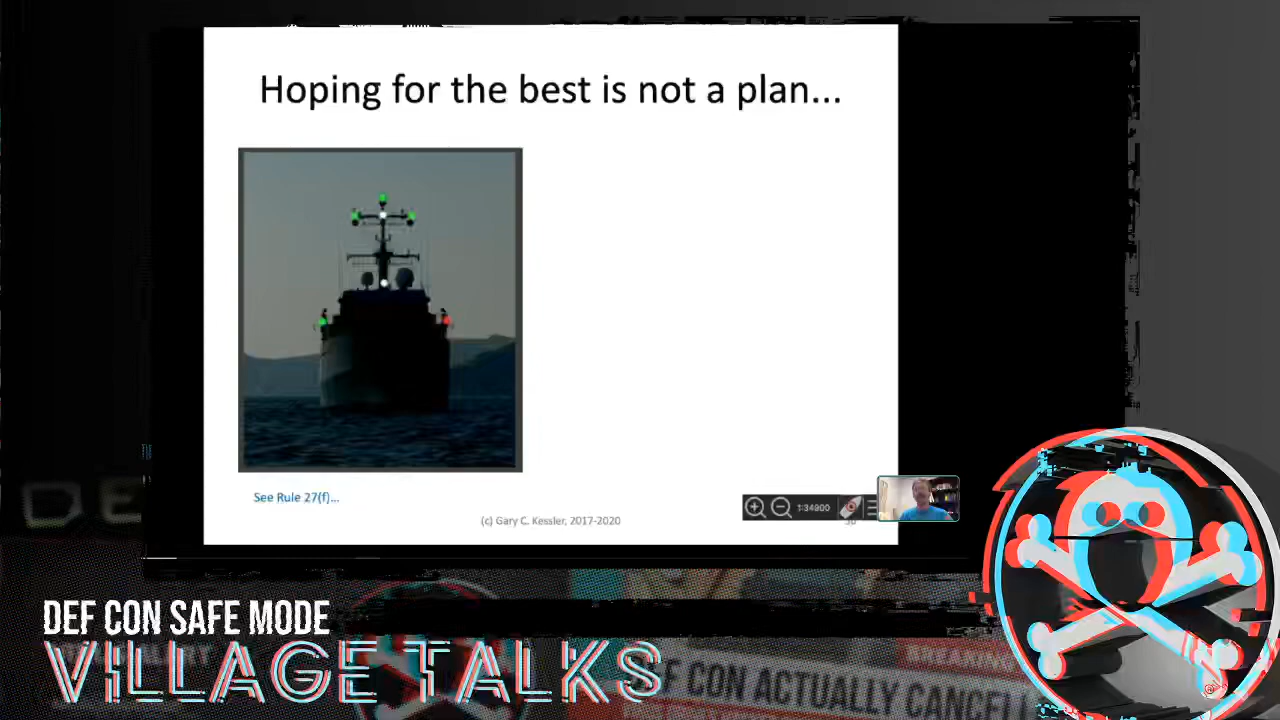 Hoping for the best is not a plan...
See Rule 27(f)...
(c) Gary C. Kessler, 2017-2020
1:34900
DEF CON SAFE MODE
VILLAGE TALKS
DEF CON ACTUALLY CANCEL